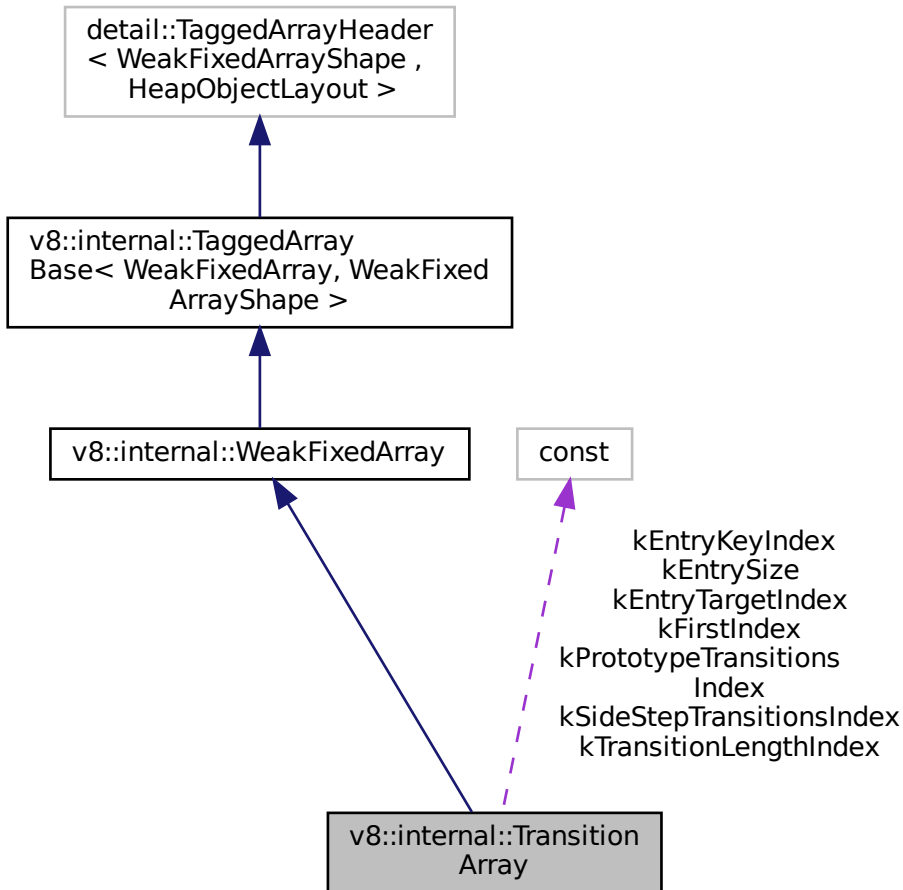 detail::TaggedArrayHeader
< WeakFixedArrayShape ,
HeapObjectLayout >
v8::internal::TaggedArray
Base< WeakFixedArray, WeakFixed
ArrayShape >
v8::internal::WeakFixedArray
const
kEntryKeyIndex
kEntrySize
kEntryTargetIndex
kFirstIndex
kPrototypeTransitions
Index
kSideStepTransitionsIndex
kTransitionLengthIndex
v8::internal::Transition
Array